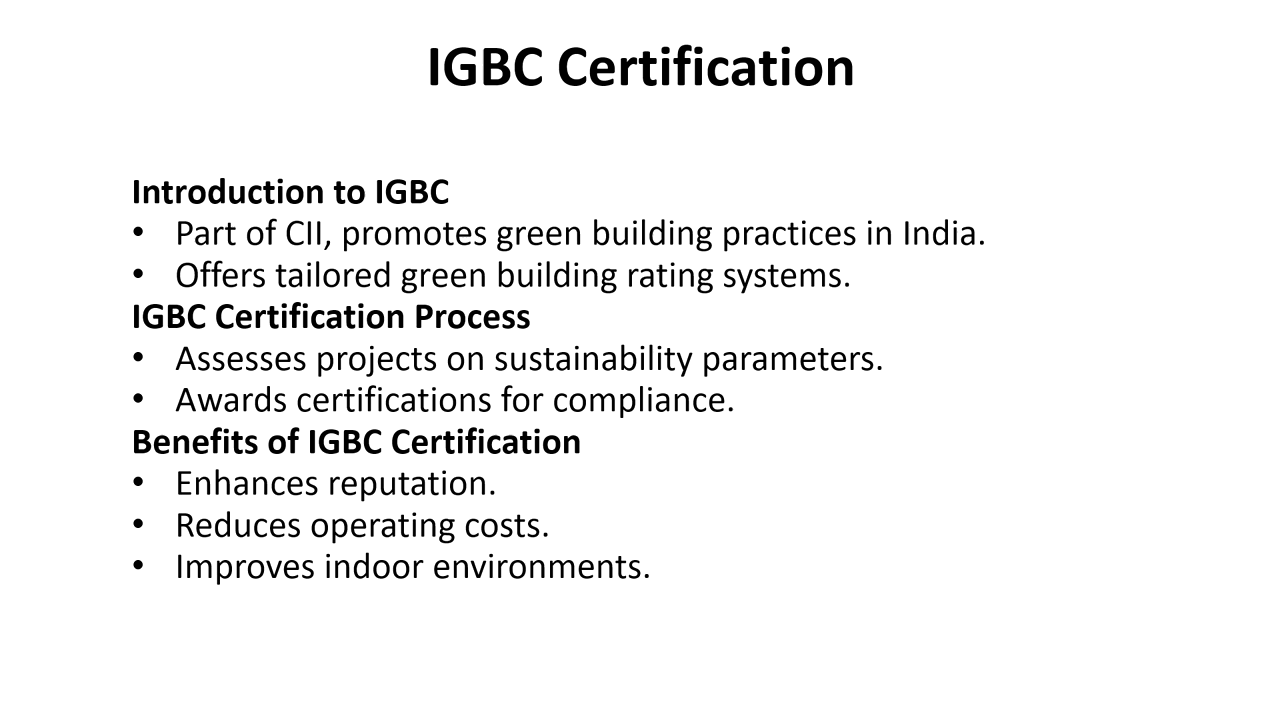 IGBC Certification
Introduction to IGBC
• Part of CII, promotes green building practices in India.
• Offers tailored green building rating systems.
IGBC Certification Process
• Assesses projects on sustainability parameters.
• Awards certifications for compliance.
Benefits of IGBC Certification
• Enhances reputation.
• Reduces operating costs.
• Improves indoor environments.